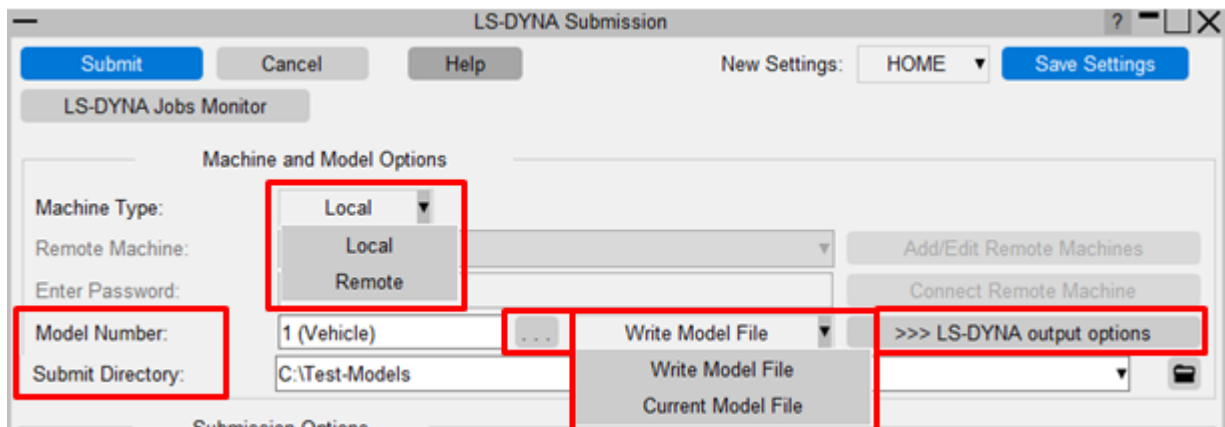 LS-DYNA Submission ?
Submit Cancel Help New Settings: HOME Save Settings
LS-DYNA Jobs Monitor
Machine and Model Options
Machine Type: Local
Remote Machine: Local Add/Edit Remote Machines
Enter Password: Remote Connect Remote Machine
Model Number: 1 (Vehicle) ... Write Model File >>> LS-DYNA output options
Submit Directory: C:\Test-Models Write Model File
Current Model File
Submission Options